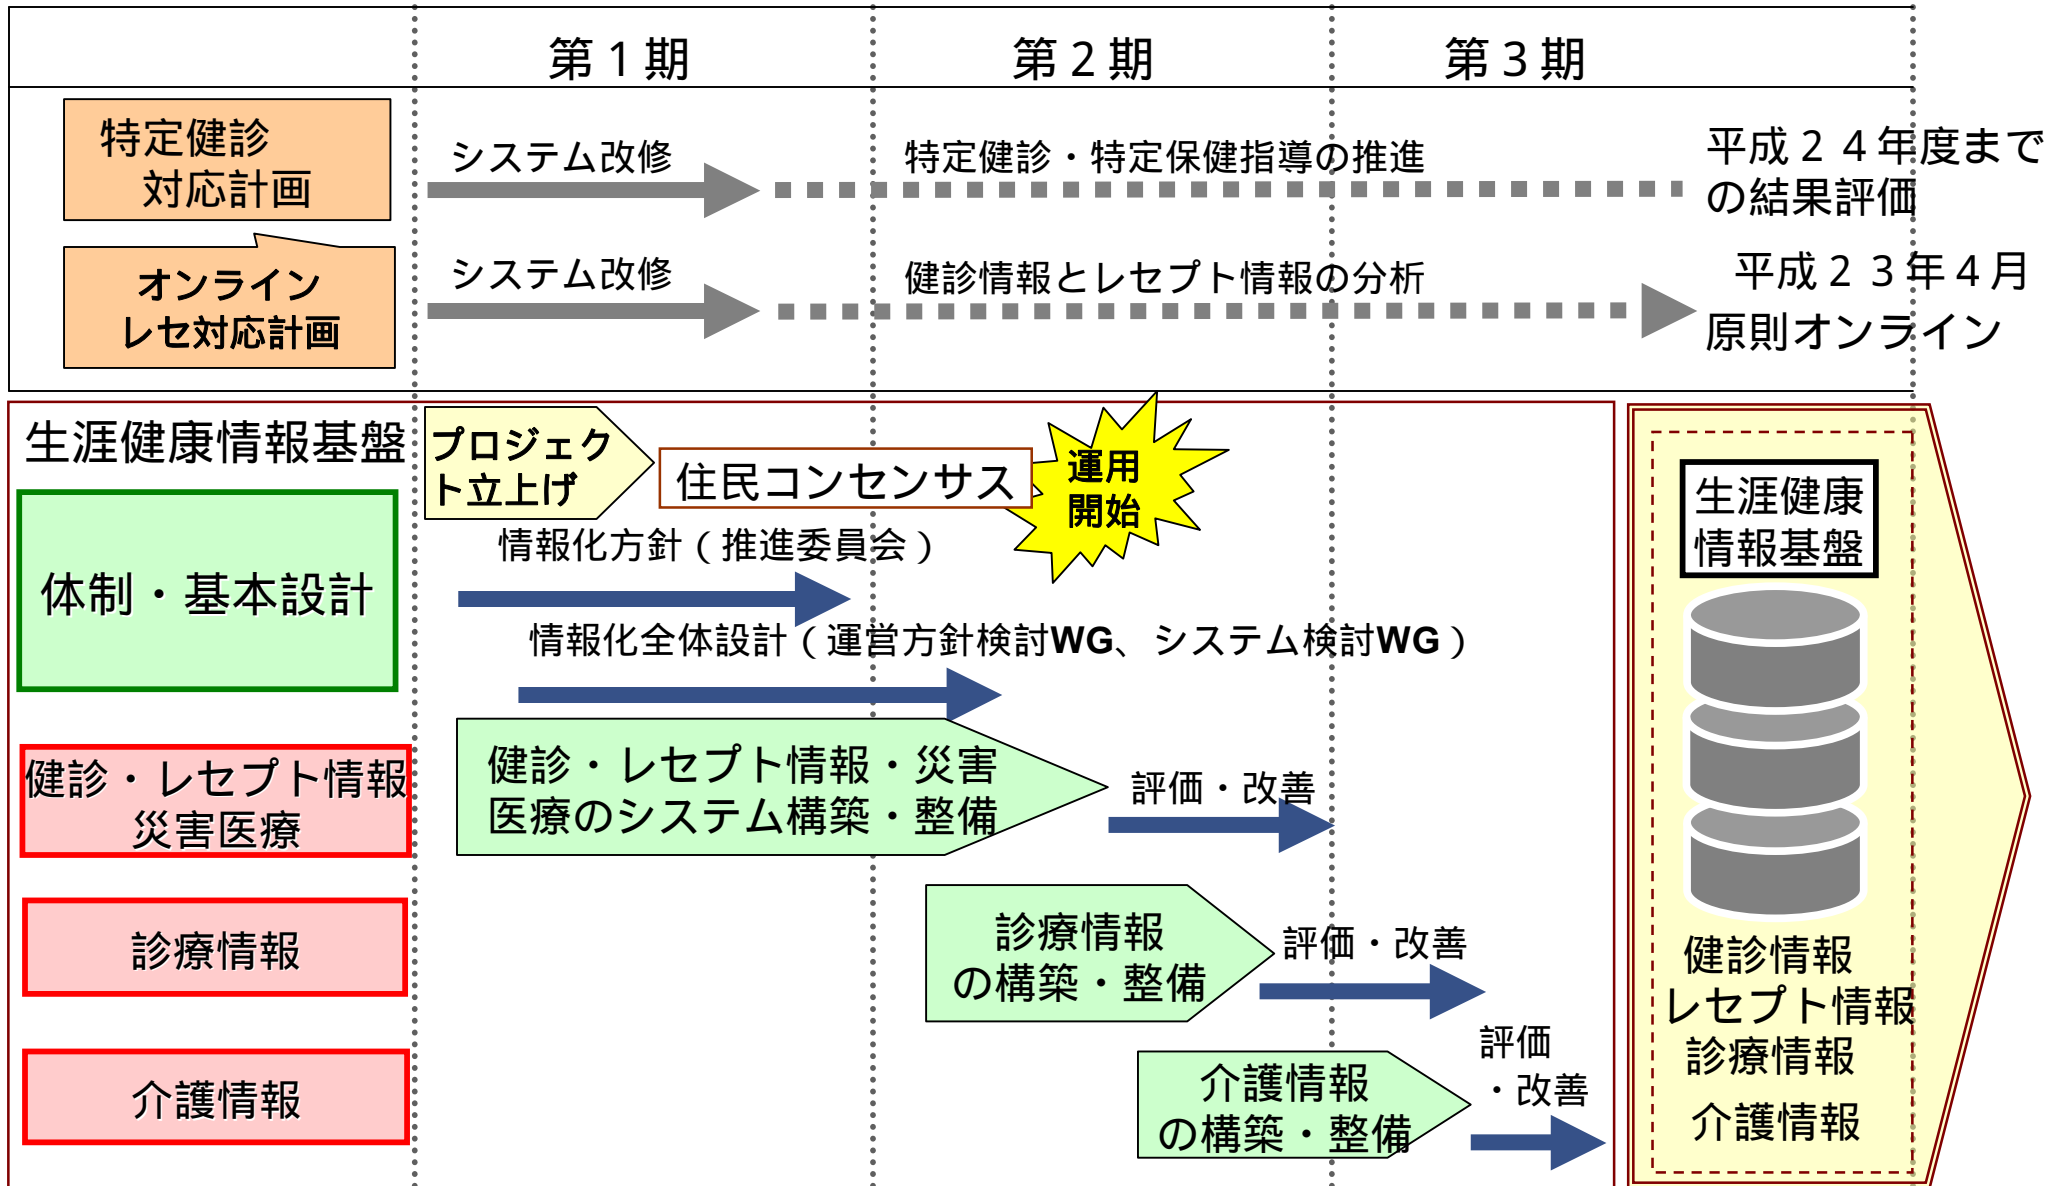 第１期
第２期
第３期
特定健診
対応計画
システム改修
特定健診・特定保健指導の推進
平成２４年度まで
の結果評価
オンライン
レセ対応計画
システム改修
健診情報とレセプト情報の分析
平成２３年４月
原則オンライン
生涯健康情報基盤
プロジェク
ト立上げ
住民コンセンサス
運用
開始
体制・基本設計
情報化方針（推進委員会）
情報化全体設計（運営方針検討WG、システム検討WG）
健診・レセプト情報
災害医療
健診・レセプト情報・災害
医療のシステム構築・整備
評価・改善
診療情報
診療情報
の構築・整備
評価・改善
介護情報
介護情報
の構築・整備
評価
・改善
生涯健康
情報基盤
健診情報
レセプト情報
診療情報
介護情報